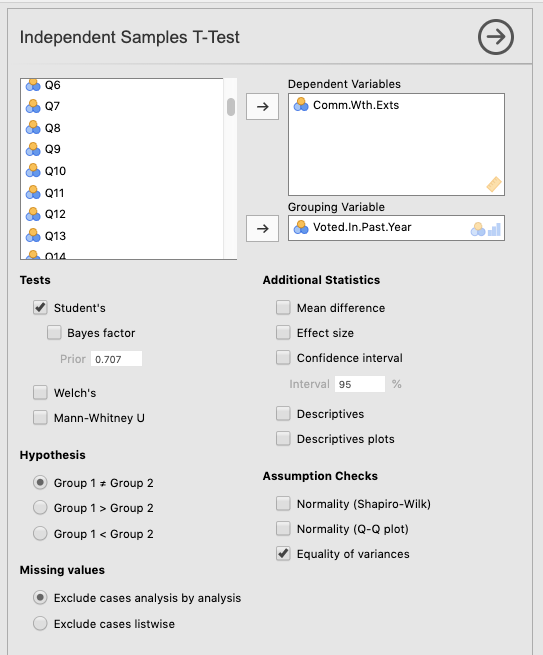 Independent Samples T-Test
Q6
Q7
Q8
Q9
Q10
Q11
Q12
Q13
Q14
Dependent Variables
Comm.Wth.Exts
Grouping Variable
Voted.In.Past.Year
Tests
Student's
Bayes factor
Prior 0.707
Welch's
Mann-Whitney U
Hypothesis
Group 1 ≠ Group 2
Group 1 > Group 2
Group 1 < Group 2
Missing values
Exclude cases analysis by analysis
Exclude cases listwise
Additional Statistics
Mean difference
Effect size
Confidence interval
Interval 95 %
Descriptives
Descriptives plots
Assumption Checks
Normality (Shapiro-Wilk)
Normality (Q-Q plot)
Equality of variances